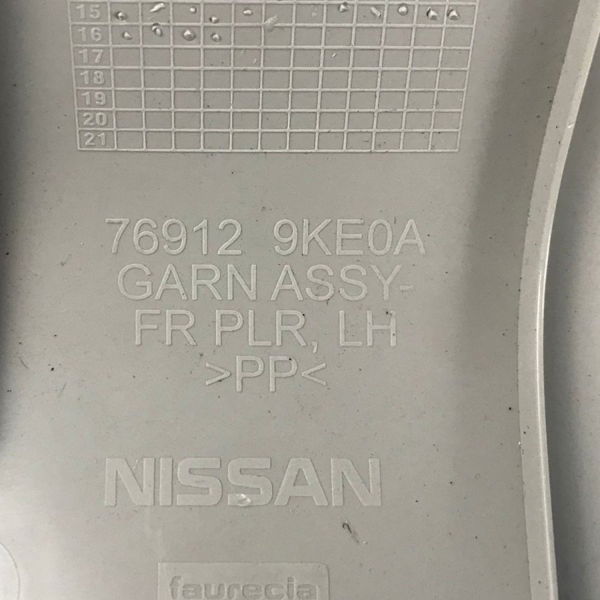 15
16
17
18
19
20
21
76912 9KE0A
GARN ASSY-
FR PLR, LH
>PP<
NISSAN
faurecia